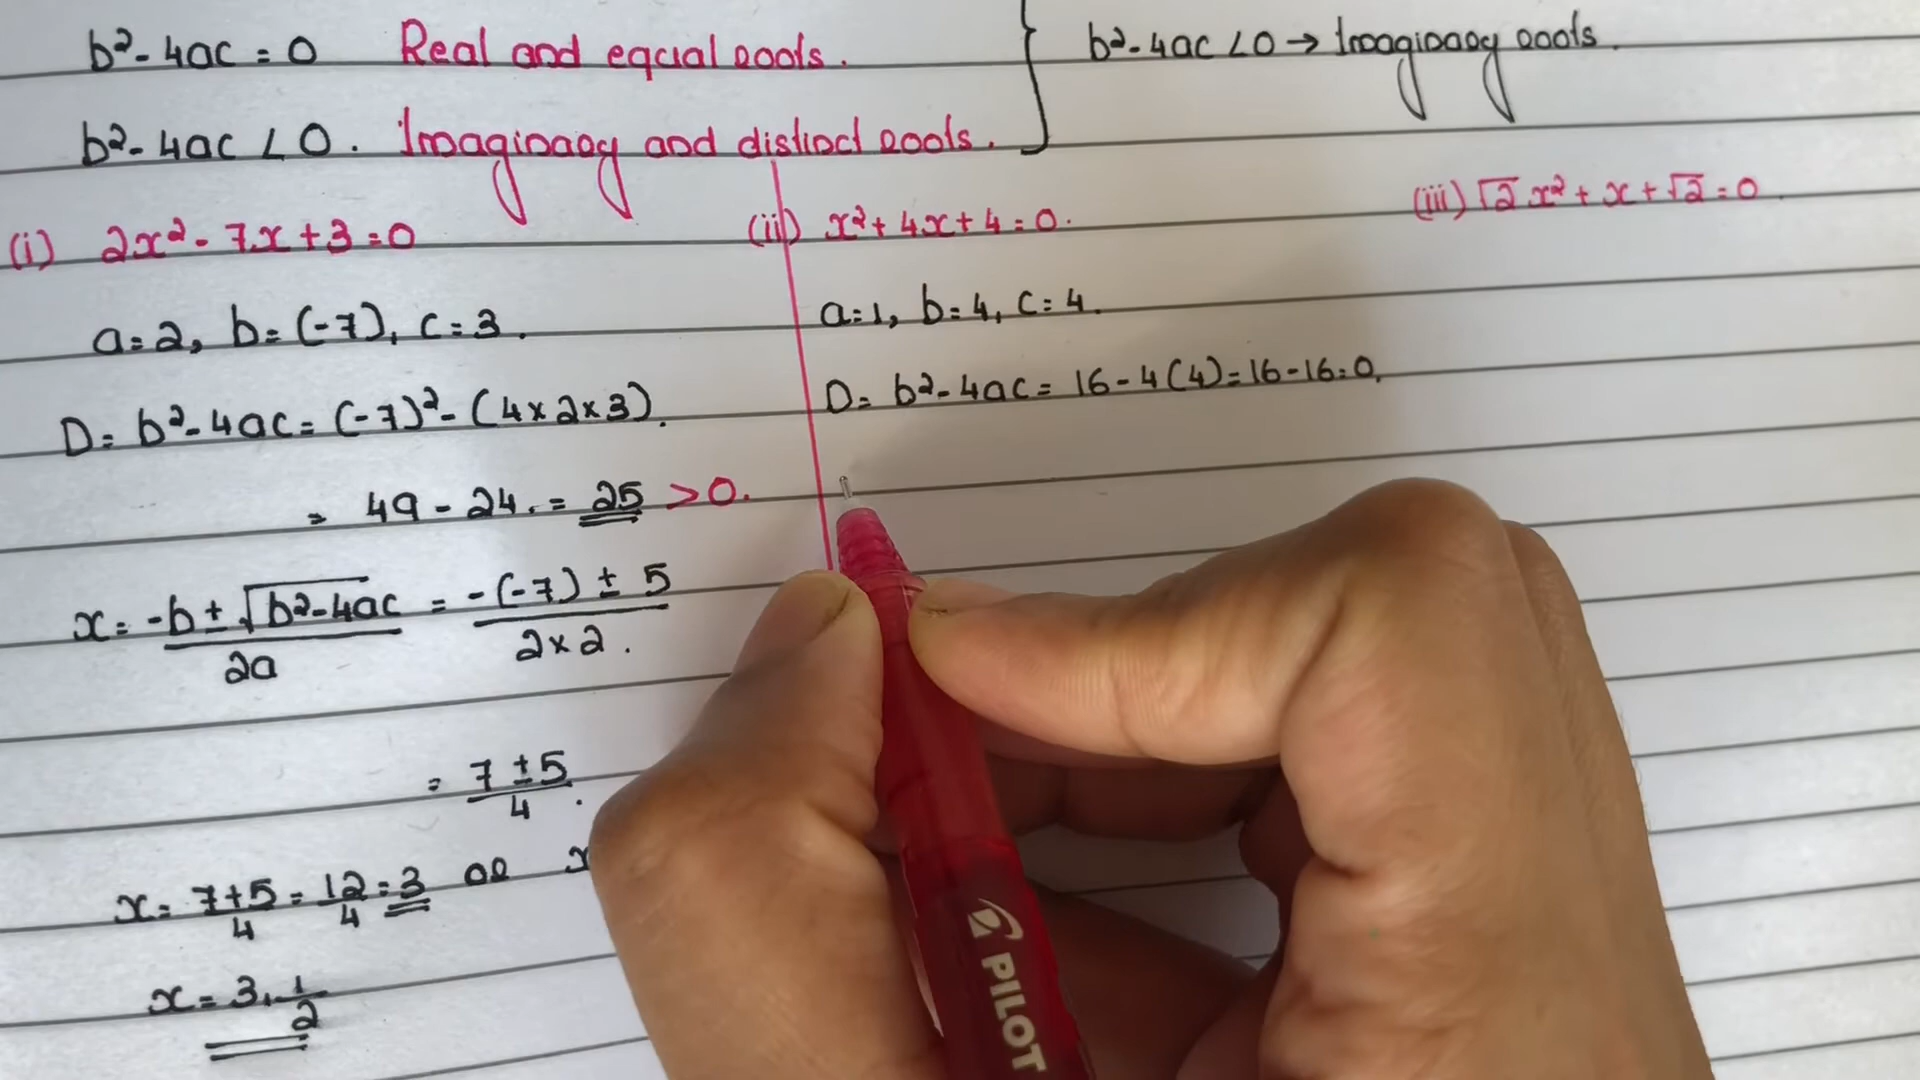 b²-4ac = 0 Real and equal roots.
b²-4ac < 0. Imaginary and distinct roots.
b²-4ac < 0 → Imaginary roots.
(i) 2x² - 7x + 3 = 0
a = 2, b = (-7), c = 3.
D = b²-4ac = (-7)² - (4×2×3).
= 49 - 24. = 25 > 0.
x = -b ± √b²-4ac / 2a = -(-7) ± 5 / 2×2.
= 7 ± 5 / 4.
x = 7+5/4 = 12/4 = 3 or x
x = 3, 1/2
(ii) x² + 4x + 4 = 0.
a = 1, b = 4, c = 4.
D = b²-4ac = 16 - 4(4) = 16 - 16 = 0.
(iii) √2 x² + x + √2 = 0
PILOT